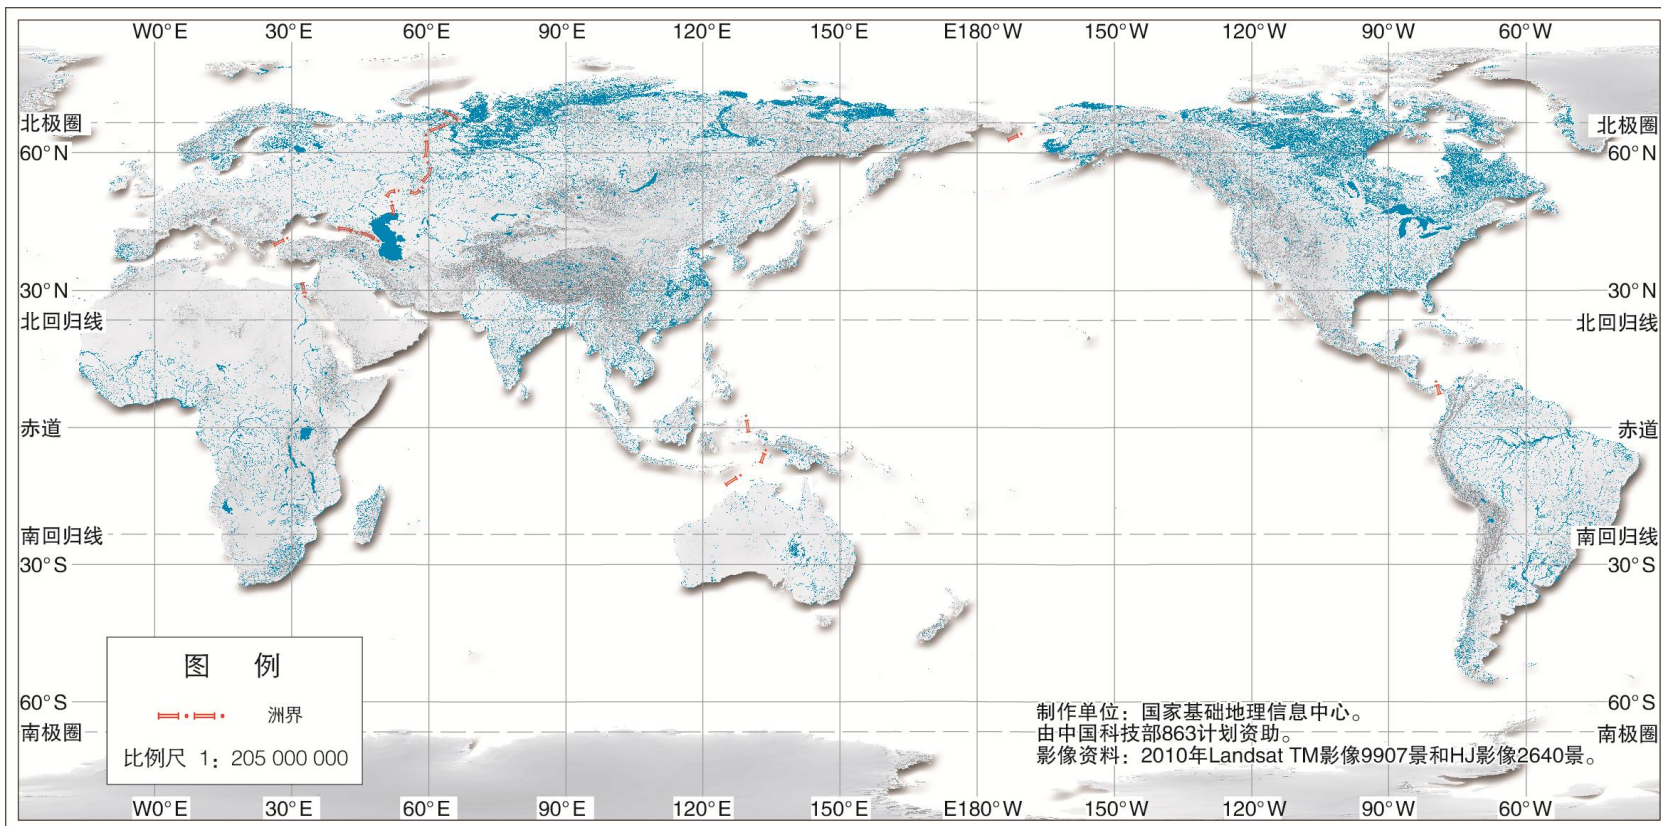 W0°E 30°E 60°E 90°E 120°E 150°E E180°W 150°W 120°W 90°W 60°W
北极圈 北极圈
60°N 60°N
30°N 30°N
北回归线 北回归线
赤道 赤道
南回归线 南回归线
30°S 30°S
图 例
洲界
比例尺 1：205 000 000
60°S 60°S
南极圈 南极圈
制作单位：国家基础地理信息中心。
由中国科技部863计划资助。
影像资料：2010年Landsat TM影像9907景和HJ影像2640景。
W0°E 30°E 60°E 90°E 120°E 150°E E180°W 150°W 120°W 90°W 60°W